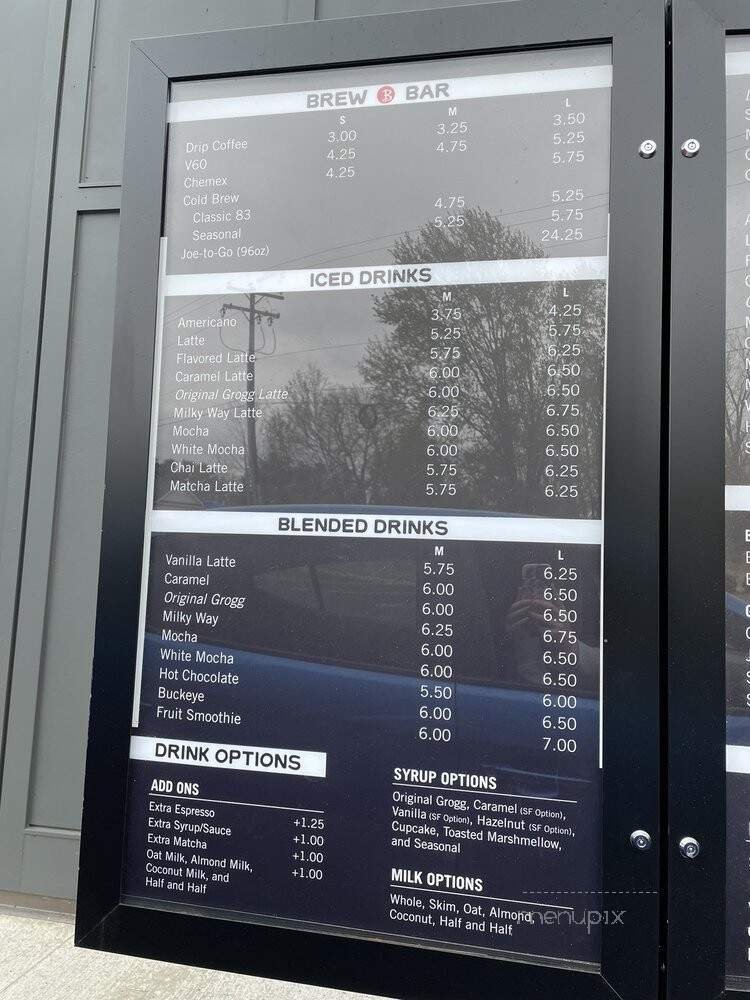 BREW B BAR
S M L
Drip Coffee 3.00 3.25 3.50
V60 4.25 4.75 5.25
Chemex 4.25 5.75
Cold Brew
Classic 83 4.75 5.25
Seasonal 5.25 5.75
Joe-to-Go (96oz) 24.25
ICED DRINKS
M L
Americano 3.75 4.25
Latte 5.25 5.75
Flavored Latte 5.75 6.25
Caramel Latte 6.00 6.50
Original Grogg Latte 6.00 6.50
Milky Way Latte 6.25 6.75
Mocha 6.00 6.50
White Mocha 6.00 6.50
Chai Latte 5.75 6.25
Matcha Latte 5.75 6.25
BLENDED DRINKS
M L
Vanilla Latte 5.75 6.25
Caramel 6.00 6.50
Original Grogg 6.00 6.50
Milky Way 6.25 6.75
Mocha 6.00 6.50
White Mocha 6.00 6.50
Hot Chocolate 5.50 6.00
Buckeye 6.00 6.50
Fruit Smoothie 6.00 7.00
DRINK OPTIONS
ADD ONS
Extra Espresso +1.25
Extra Syrup/Sauce +1.00
Extra Matcha +1.00
Oat Milk, Almond Milk, +1.00
Coconut Milk, and
Half and Half
SYRUP OPTIONS
Original Grogg, Caramel (SF Option),
Vanilla (SF Option), Hazelnut (SF Option),
Cupcake, Toasted Marshmellow,
and Seasonal
MILK OPTIONS
Whole, Skim, Oat, Almond,
Coconut, Half and Half
menupix